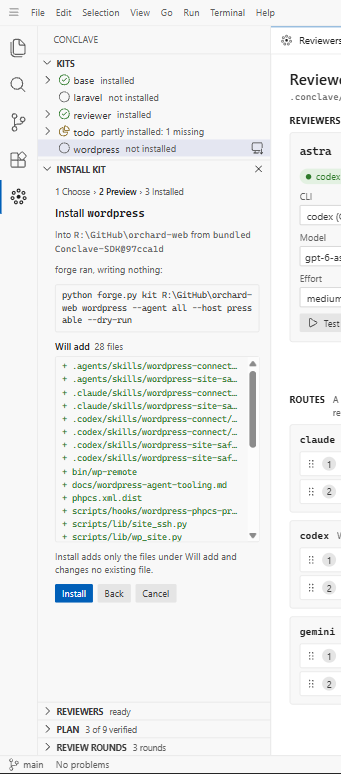 File Edit Selection View Go Run Terminal Help
CONCLAVE
KITS
base installed
laravel not installed
reviewer installed
todo partly installed: 1 missing
wordpress not installed
INSTALL KIT
1 Choose › 2 Preview › 3 Installed
Install wordpress
Into R:\GitHub\orchard-web from bundled
Conclave-SDK@97cca1d
forge ran, writing nothing:
python forge.py kit R:\GitHub\orchard-
web wordpress --agent all --host press
able --dry-run
Will add 28 files
+ .agents/skills/wordpress-connect...
+ .agents/skills/wordpress-site-sa...
+ .claude/skills/wordpress-connect...
+ .claude/skills/wordpress-site-sa...
+ .codex/skills/wordpress-connect/...
+ .codex/skills/wordpress-connect/...
+ .codex/skills/wordpress-site-saf...
+ .codex/skills/wordpress-site-saf...
+ bin/wp-remote
+ docs/wordpress-agent-tooling.md
+ phpcs.xml.dist
+ scripts/hooks/wordpress-phpcs-pr...
+ scripts/lib/site_ssh.py
+ scripts/lib/wp_site.py
Install adds only the files under Will add and
changes no existing file.
Install Back Cancel
REVIEWERS ready
PLAN 3 of 9 verified
REVIEW ROUNDS 3 rounds
main No problems
Reviewers
Reviewe
.conclave/
REVIEWERS
astra
codex
CLI
codex (
Model
gpt-6-as
Effort
medium
Test
ROUTES A
re
claude
1
2
codex W
1
2
gemini
1
2